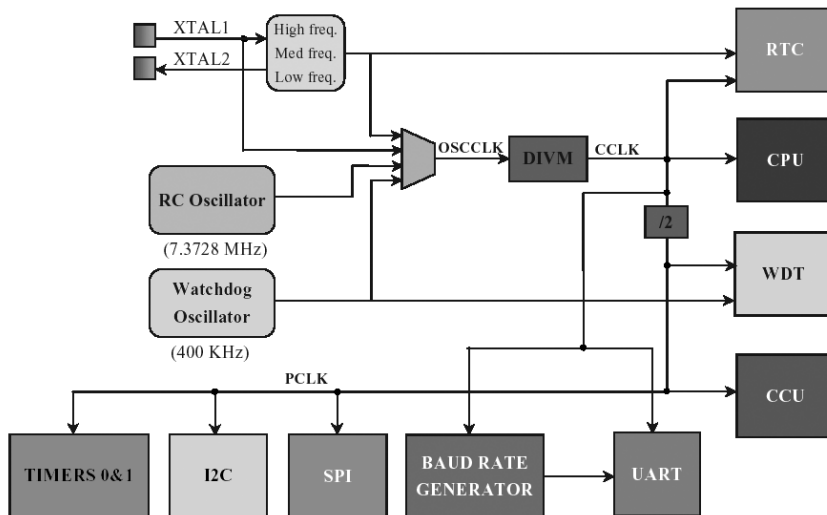 XTAL1
XTAL2
High freq.
Med freq.
Low freq.
RTC
OSCCLK
DIVM
CCLK
CPU
RC Oscillator
(7.3728 MHz)
/2
Watchdog
Oscillator
(400 KHz)
WDT
PCLK
CCU
TIMERS 0&1
I2C
SPI
BAUD RATE
GENERATOR
UART